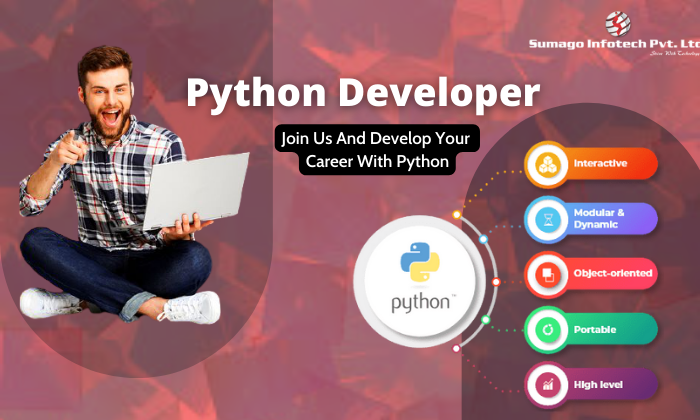 Sumago Infotech Pvt. Ltd
Python Developer
Join Us And Develop Your
Career With Python
Interactive
Modular &
Dynamic
Object-oriented
Portable
High level
python™